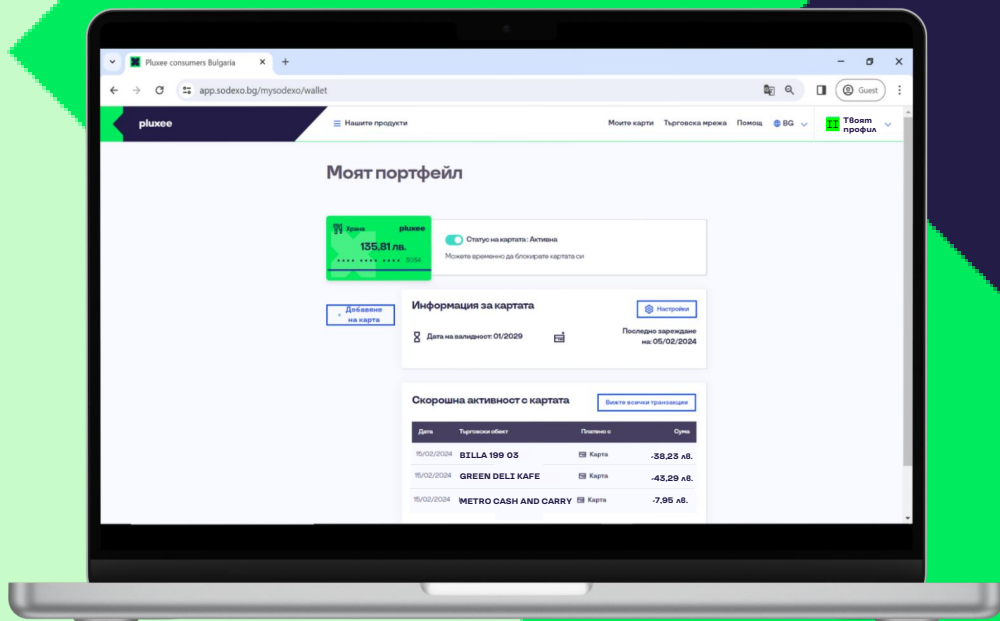 Pluxee consumers Bulgaria
app.sodexo.bg/mysodexo/wallet
Guest
pluxee
Нашите продукти
Моите карти Търговска мрежа Помощ BG Твоят профил
Моят портфейл
Храна pluxee
135,81 лв.
Статус на картата: Активна
Можете временно да блокирате картата си
+ Добавяне на карта
Информация за картата
Настройки
Дата на валидност: 01/2029
Последно зареждане на: 05/02/2024
Скорошна активност с картата
Вижте всички транзакции
Дата Търговски обект Платено с Сума
15/02/2024 BILLA 199 03 Карта -38,23 лв.
15/02/2024 GREEN DELI KAFE Карта -43,29 лв.
15/02/2024 METRO CASH AND CARRY Карта -7,95 лв.